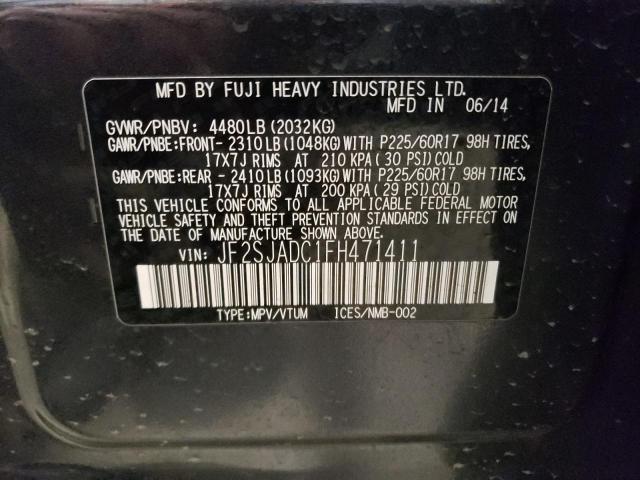 MFD BY FUJI HEAVY INDUSTRIES LTD.
MFD IN 06/14
GVWR/PNBV: 4480LB(2032KG)
GAWR/PNBE:FRONT- 2310LB(1048KG)WITH P225/60R17 98H TIRES,
17X7J RIMS AT 210 KPA(30 PSI)COLD
GAWR/PNBE:REAR - 2410LB(1093KG)WITH P225/60R17 98H TIRES,
17X7J RIMS AT 200 KPA(29 PSI)COLD
THIS VEHICLE CONFORMS TO ALL APPLICABLE FEDERAL MOTOR
VEHICLE SAFETY AND THEFT PREVENTION STANDARDS IN EFFECT
ON THE DATE OF MANUFACTURE SHOWN ABOVE.
VIN: JF2SJADC1FH471411
TYPE:MPV/VTUM ICES/NMB-002